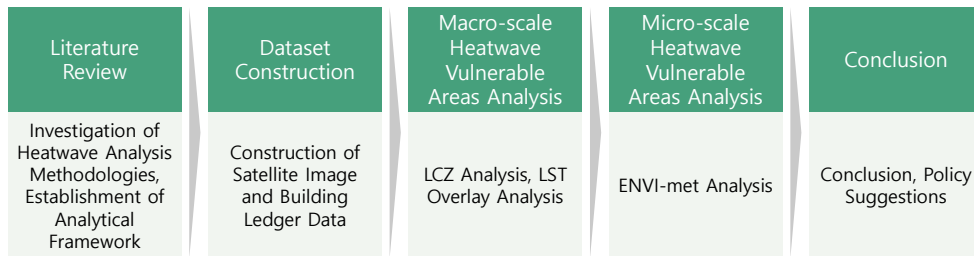 Literature
Review
Investigation of
Heatwave Analysis
Methodologies,
Establishment of
Analytical
Framework
Dataset
Construction
Construction of
Satellite Image
and Building
Ledger Data
Macro-scale
Heatwave
Vulnerable
Areas Analysis
LCZ Analysis, LST
Overlay Analysis
Micro-scale
Heatwave
Vulnerable
Areas Analysis
ENVI-met Analysis
Conclusion
Conclusion, Policy
Suggestions